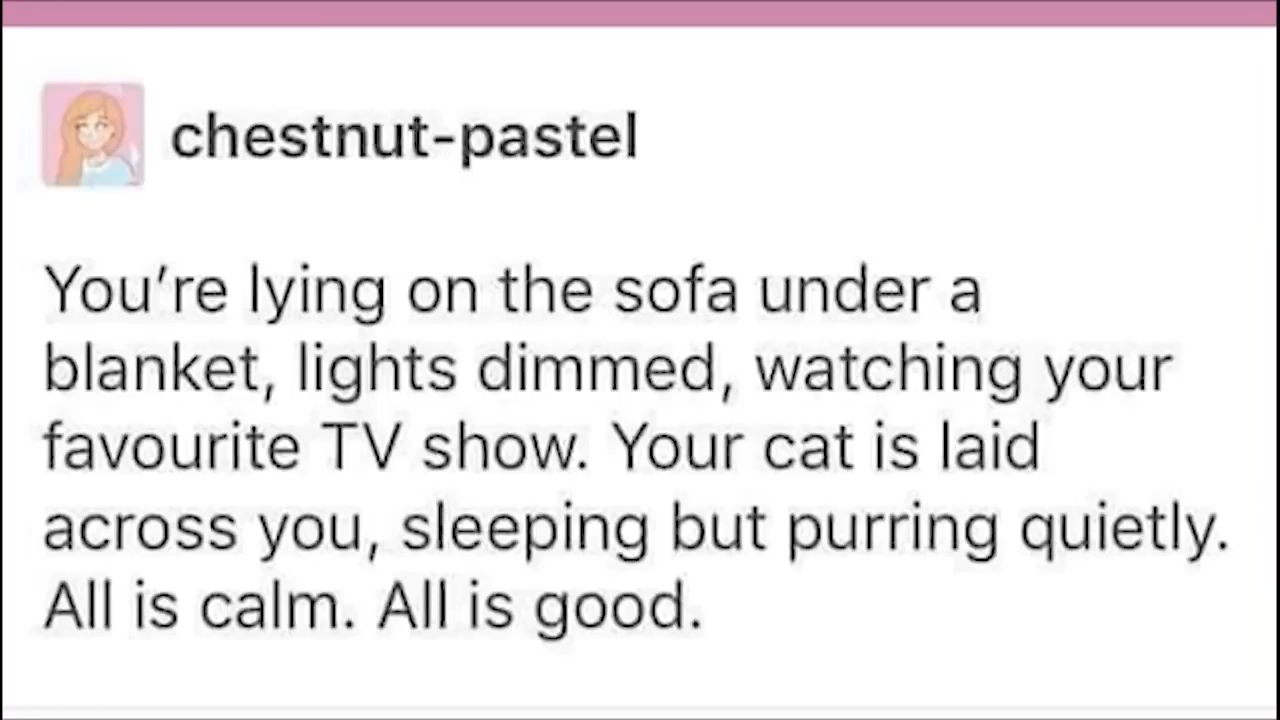 chestnut-pastel
You’re lying on the sofa under a
blanket, lights dimmed, watching your
favourite TV show. Your cat is laid
across you, sleeping but purring quietly.
All is calm. All is good.